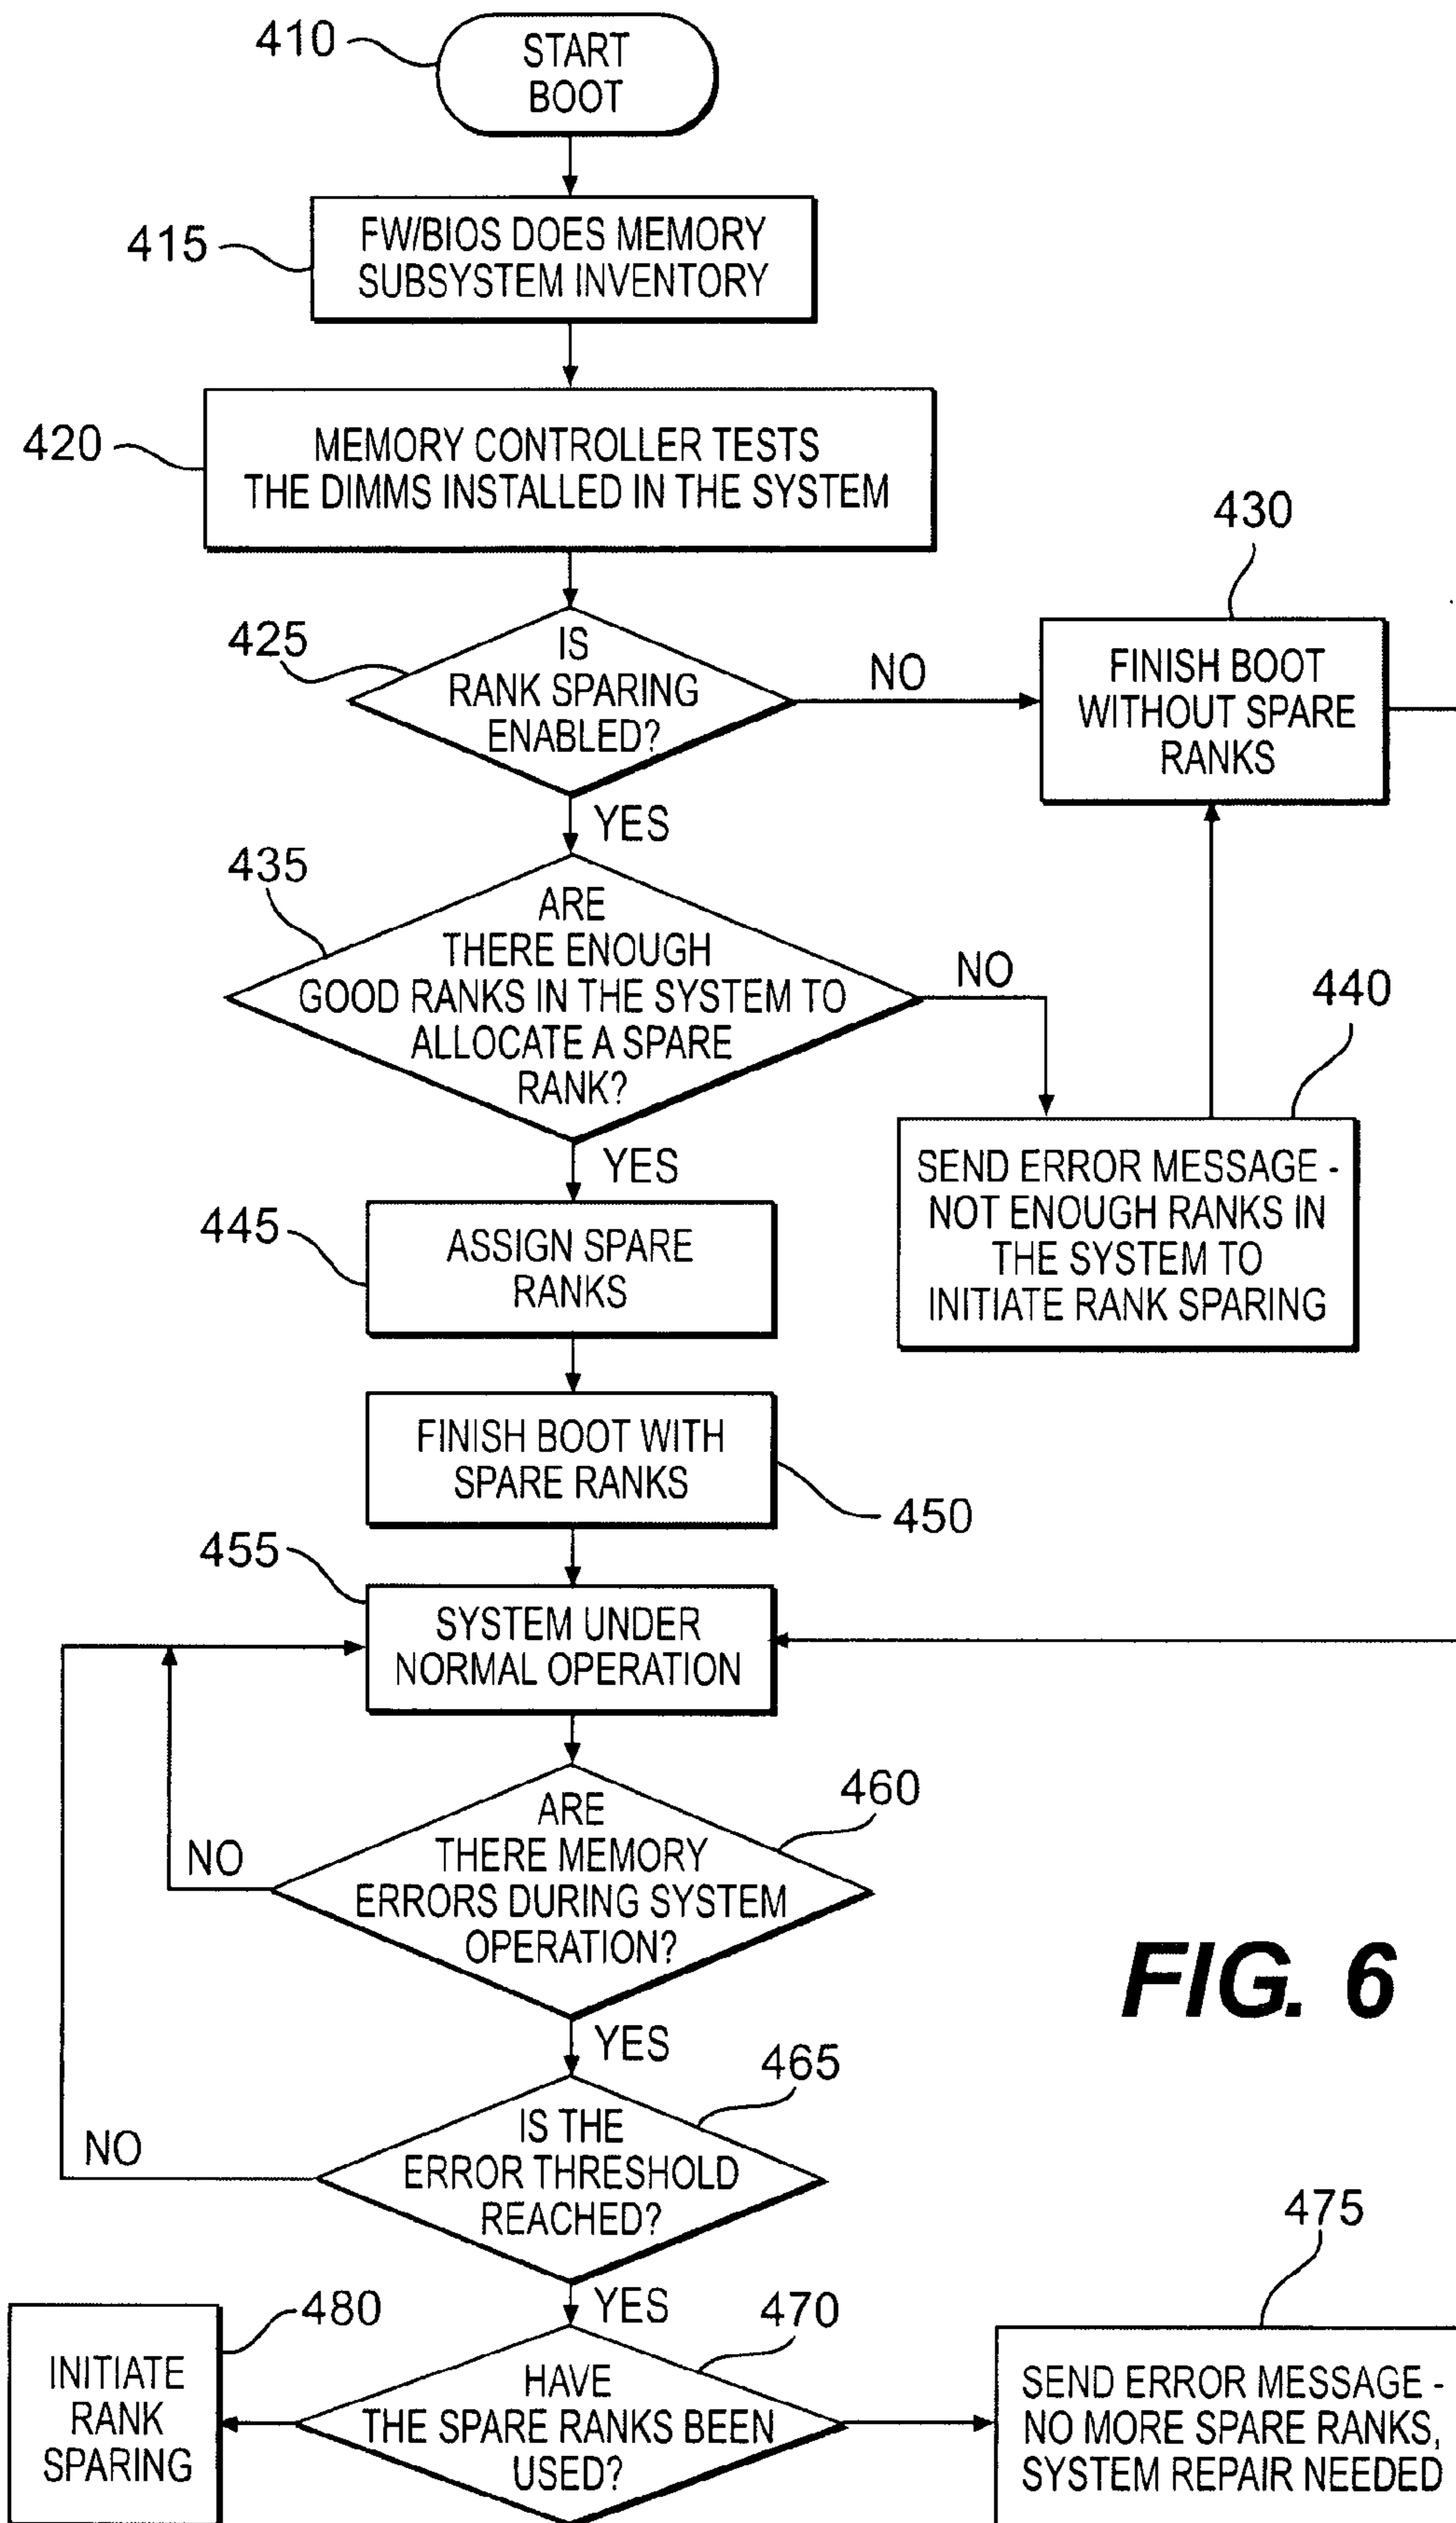 410
START
BOOT
415
FW/BIOS DOES MEMORY
SUBSYSTEM INVENTORY
420
MEMORY CONTROLLER TESTS
THE DIMMS INSTALLED IN THE SYSTEM
430
425
IS
RANK SPARING
ENABLED?
NO
FINISH BOOT
WITHOUT SPARE
RANKS
YES
435
ARE
THERE ENOUGH
GOOD RANKS IN THE SYSTEM TO
ALLOCATE A SPARE
RANK?
NO
440
SEND ERROR MESSAGE -
NOT ENOUGH RANKS IN
THE SYSTEM TO
INITIATE RANK SPARING
YES
445
ASSIGN SPARE
RANKS
FINISH BOOT WITH
SPARE RANKS
450
455
SYSTEM UNDER
NORMAL OPERATION
460
ARE
THERE MEMORY
ERRORS DURING SYSTEM
OPERATION?
NO
FIG. 6
YES
465
IS THE
ERROR THRESHOLD
REACHED?
NO
YES
470
475
480
INITIATE
RANK
SPARING
HAVE
THE SPARE RANKS BEEN
USED?
SEND ERROR MESSAGE -
NO MORE SPARE RANKS,
SYSTEM REPAIR NEEDED